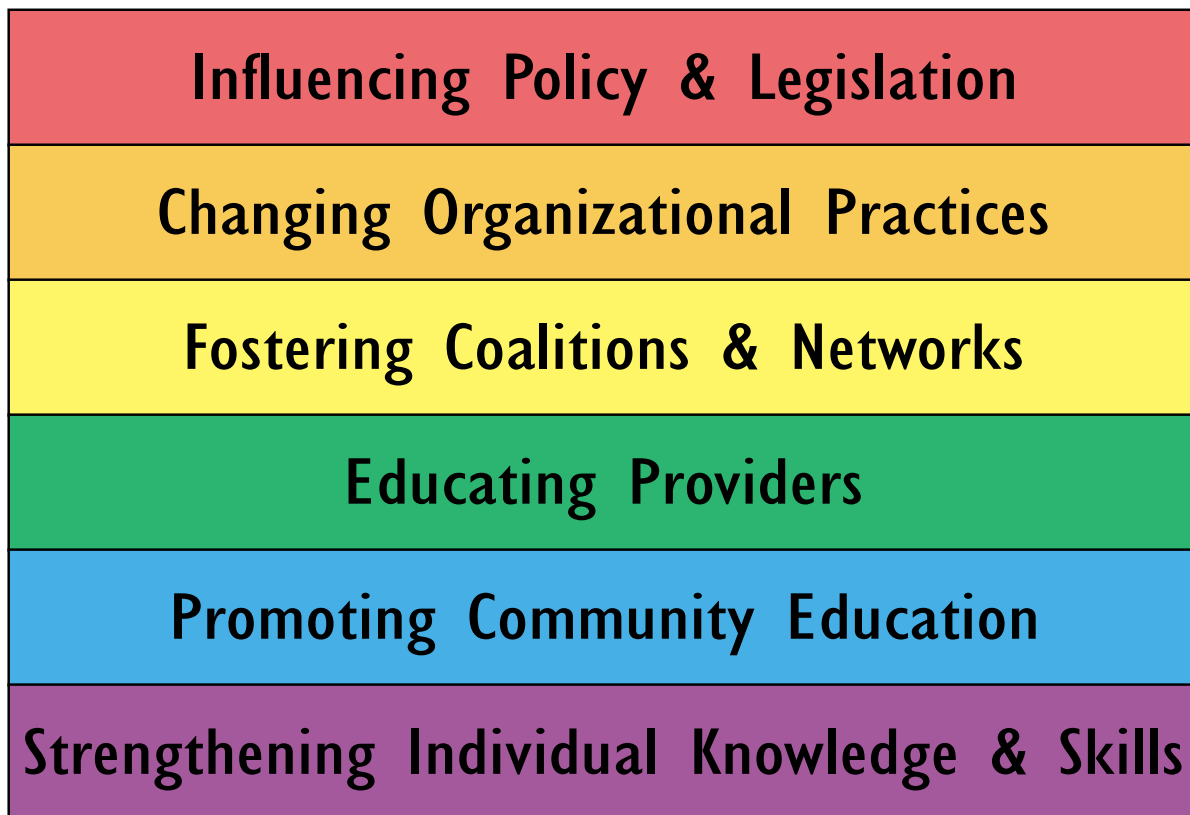 Influencing Policy & Legislation
Changing Organizational Practices
Fostering Coalitions & Networks
Educating Providers
Promoting Community Education
Strengthening Individual Knowledge & Skills